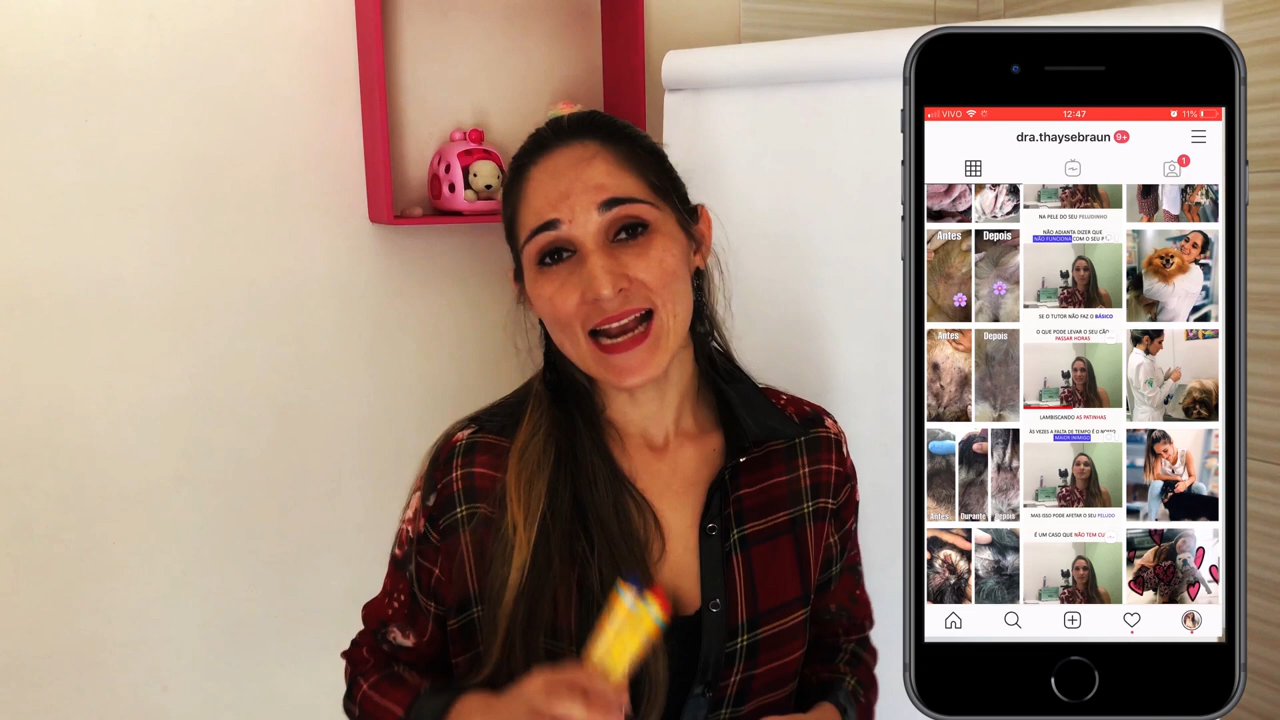 VIVO 12:47 11%
dra.thaysebraun 9+
1
NA PELE DO SEU PELUDINHO
Antes Depois
NÃO ADIANTA DIZER QUE
NÃO FUNCIONA COM O SEU P
SE O TUTOR NÃO FAZ O BÁSICO
Antes Depois
O QUE PODE LEVAR O SEU CÃO
PASSAR HORAS
LAMBISCANDO AS PATINHAS
ÀS VEZES A FALTA DE TEMPO É O NOSSO
MAIOR INIMIGO
Antes Durante Depois
MAS ISSO PODE AFETAR O SEU PELUDO
É UM CASO QUE NÃO TEM CU